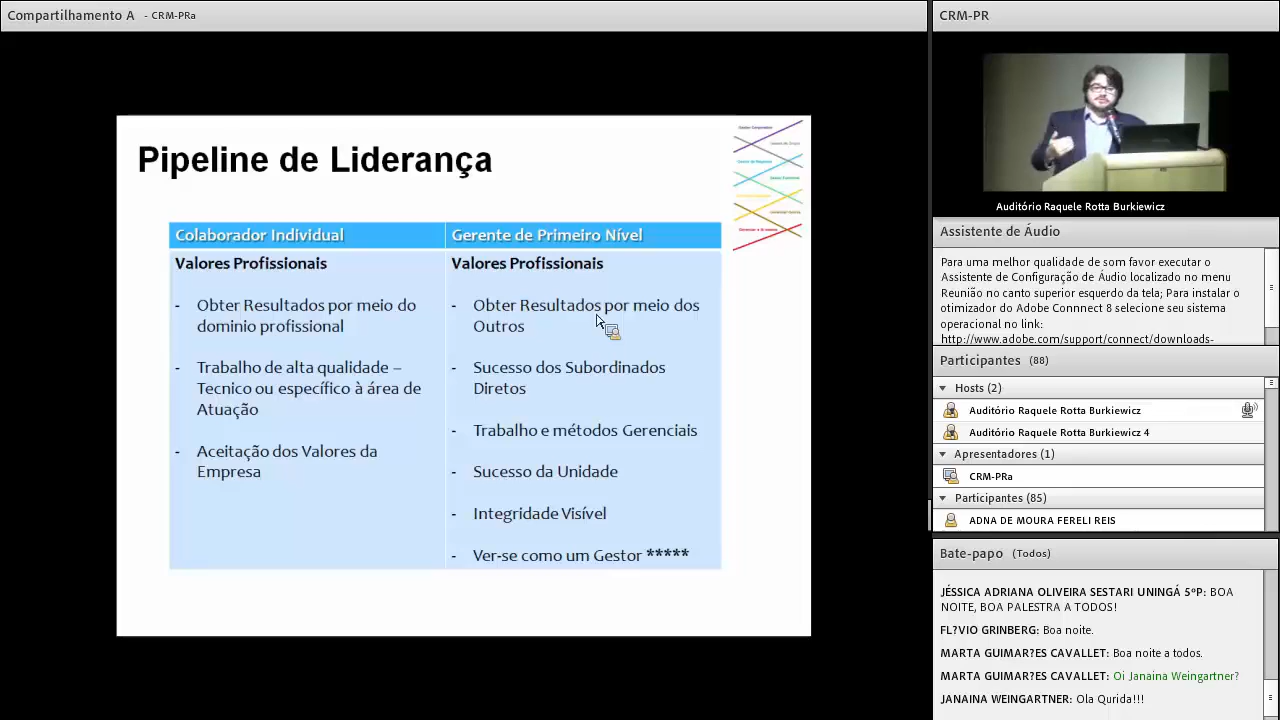 Compartilhamento A - CRM-PRa
Pipeline de Liderança
Colaborador Individual
Valores Profissionais
- Obter Resultados por meio do
dominio profissional
- Trabalho de alta qualidade –
Tecnico ou específico à área de
Atuação
- Aceitação dos Valores da
Empresa
Gerente de Primeiro Nível
Valores Profissionais
- Obter Resultados por meio dos
Outros
- Sucesso dos Subordinados
Diretos
- Trabalho e métodos Gerenciais
- Sucesso da Unidade
- Integridade Visível
- Ver-se como um Gestor *****
CRM-PR
Auditório Raquele Rotta Burkiewicz
Assistente de Áudio
Para uma melhor qualidade de som favor executar o
Assistente de Configuração de Áudio localizado no menu
Reunião no canto superior esquerdo da tela; Para instalar o
otimizador do Adobe Connnect 8 selecione seu sistema
operacional no link:
http://www.adobe.com/support/connect/downloads-
Participantes (88)
Hosts (2)
Auditório Raquele Rotta Burkiewicz
Auditório Raquele Rotta Burkiewicz 4
Apresentadores (1)
CRM-PRa
Participantes (85)
ADNA DE MOURA FERELI REIS
Bate-papo (Todos)
JÉSSICA ADRIANA OLIVEIRA SESTARI UNINGÁ 5ºP: BOA
NOITE, BOA PALESTRA A TODOS!
FL?VIO GRINBERG: Boa noite.
MARTA GUIMAR?ES CAVALLET: Boa noite a todos.
MARTA GUIMAR?ES CAVALLET: Oi Janaina Weingartner?
JANAINA WEINGARTNER: Ola Qurida!!!